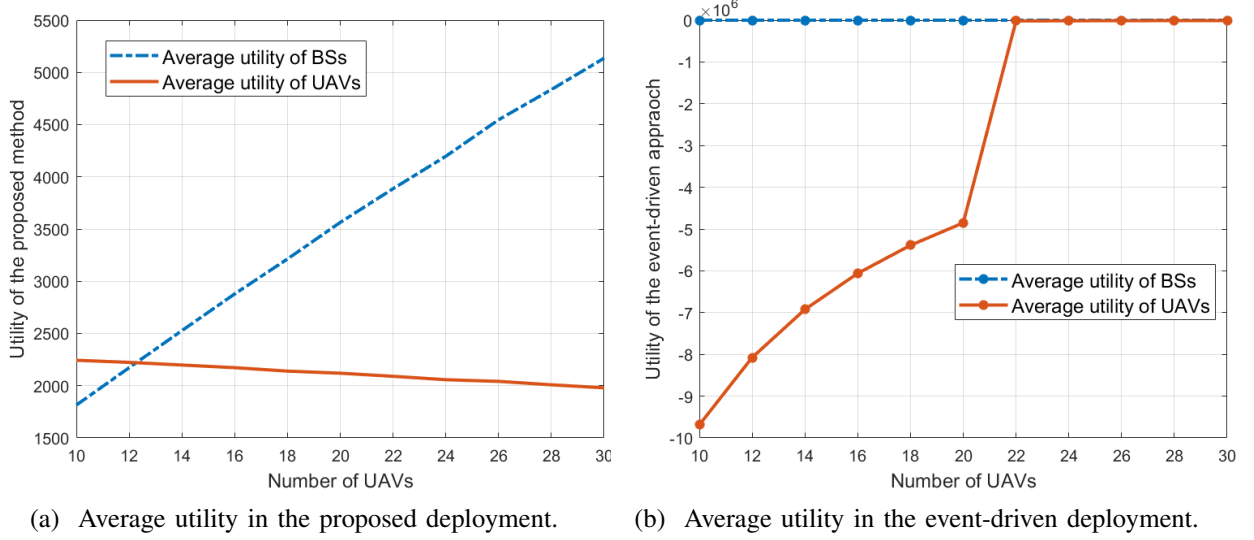 5500
5000
4500
4000
3500
3000
2500
2000
1500
Utility of the proposed method
Average utility of BSs
Average utility of UAVs
10 12 14 16 18 20 22 24 26 28 30
Number of UAVs
(a) Average utility in the proposed deployment.
×10⁶
0
-1
-2
-3
-4
-5
-6
-7
-8
-9
-10
Utility of the event-driven appraoch
Average utility of BSs
Average utility of UAVs
10 12 14 16 18 20 22 24 26 28 30
Number of UAVs
(b) Average utility in the event-driven deployment.